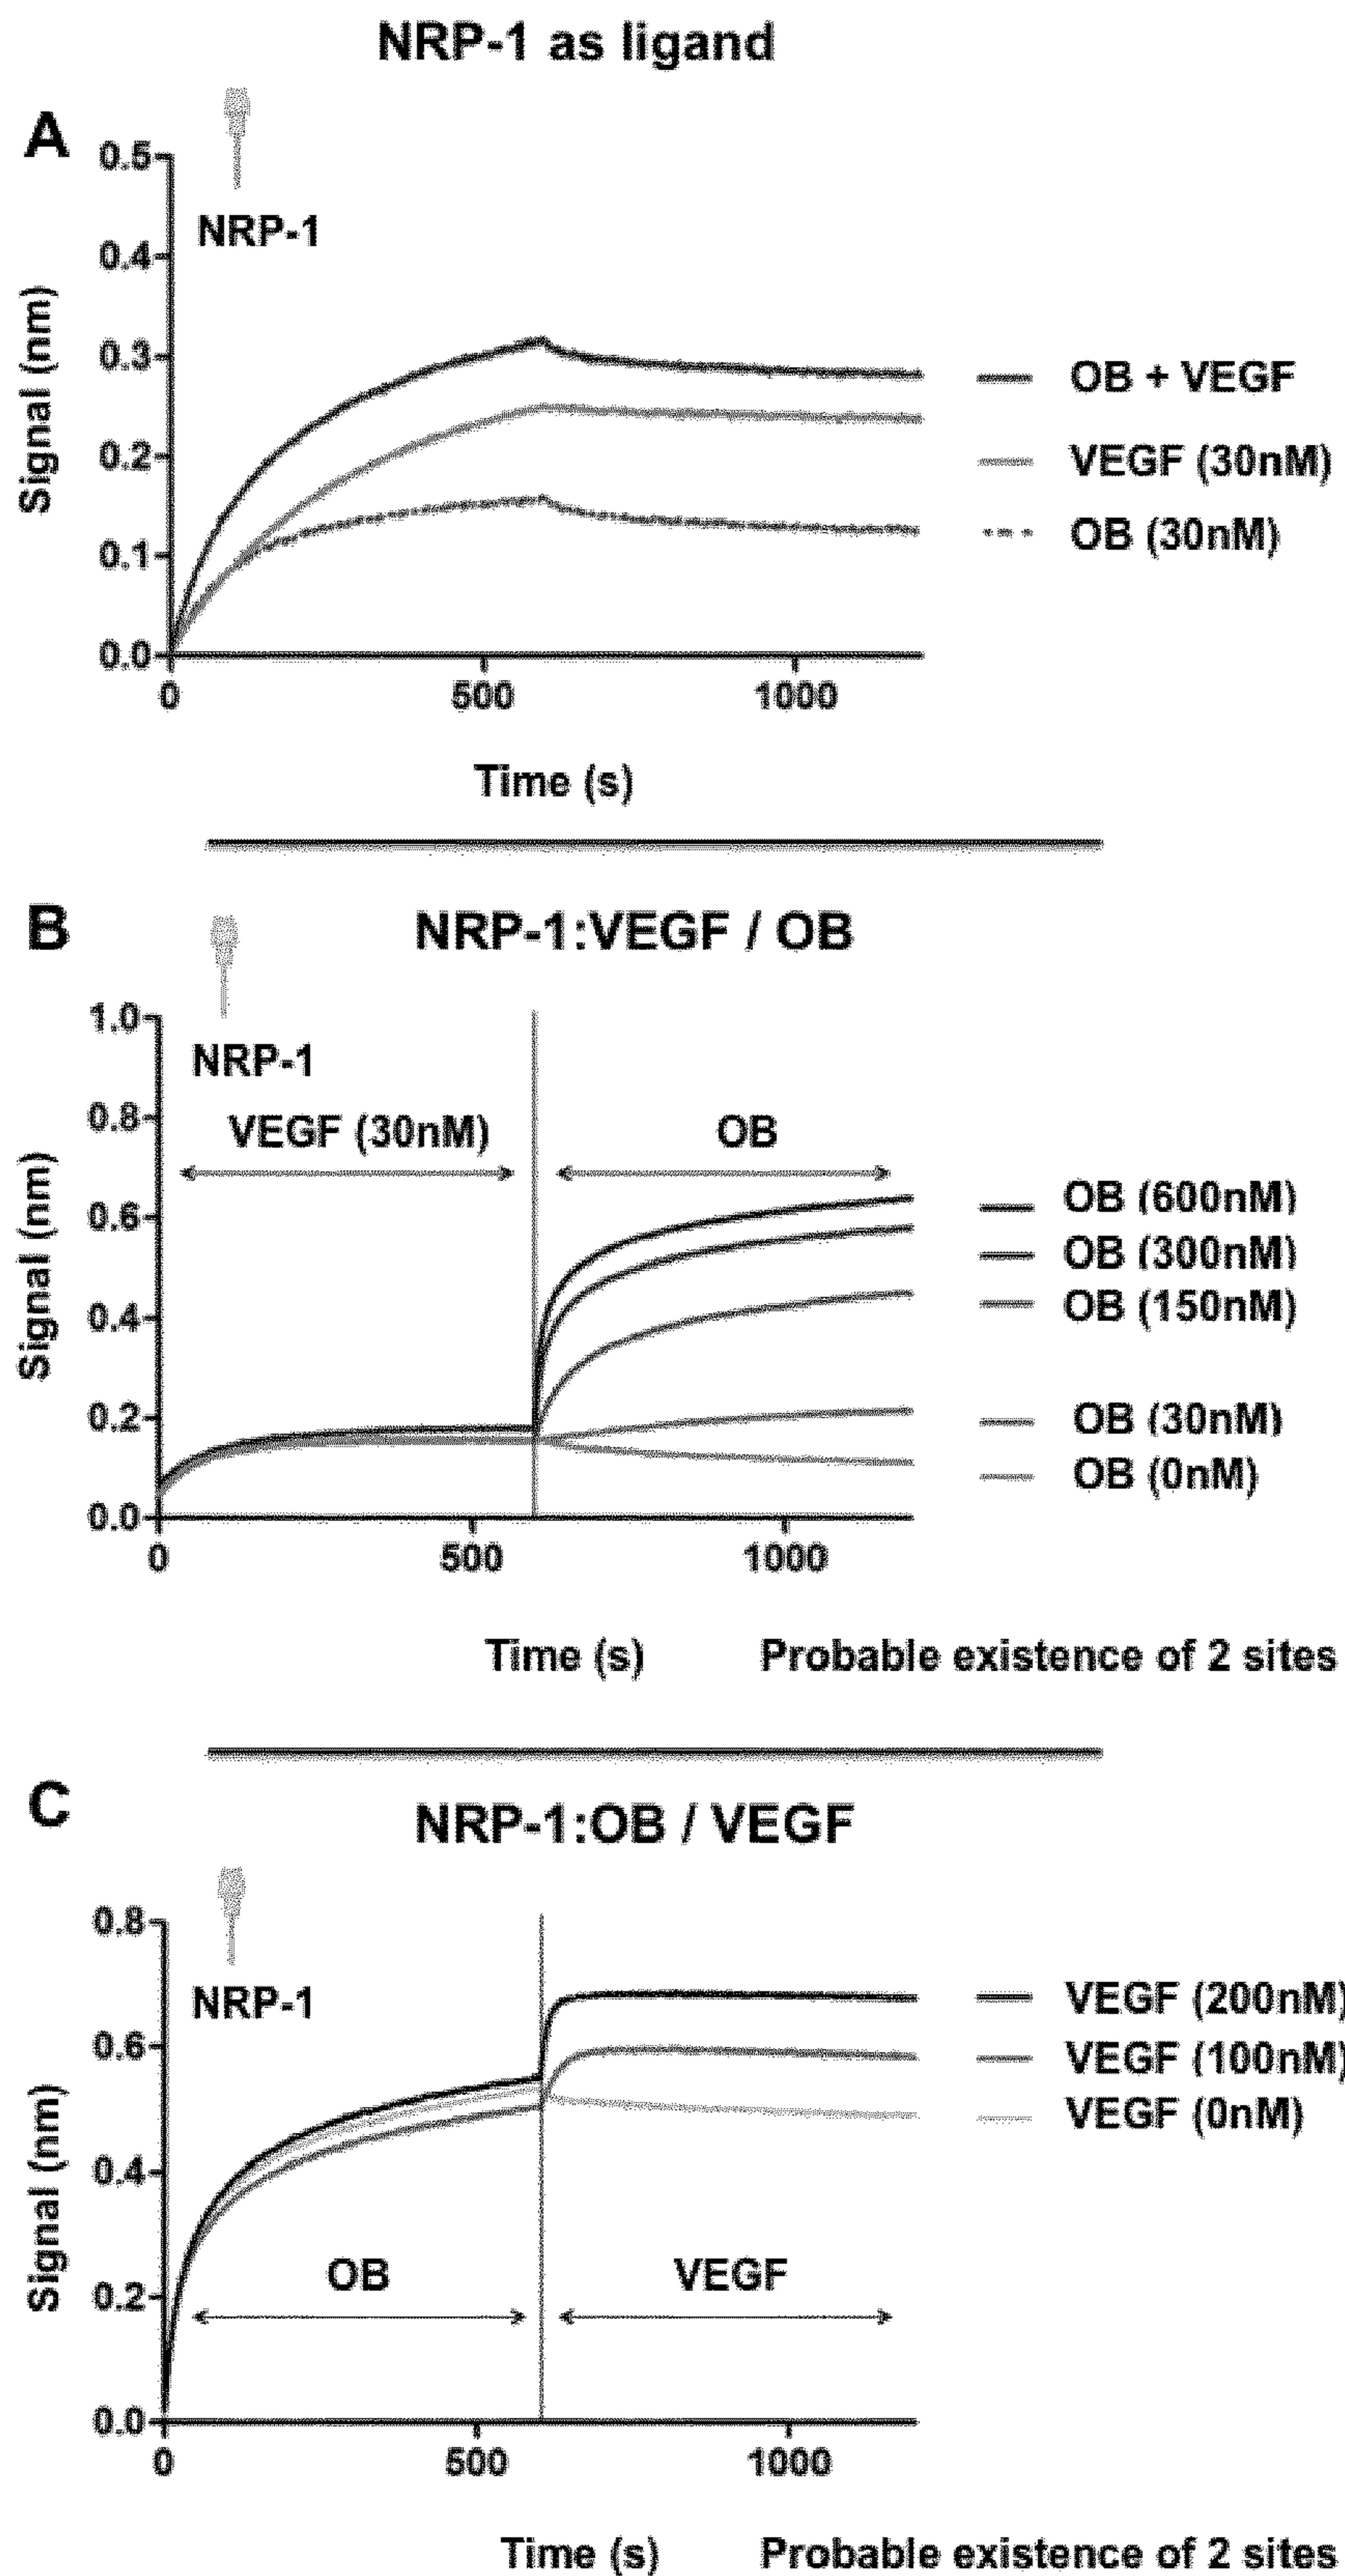 NRP-1 as ligand
A
0.5
0.4
0.3
0.2
0.1
0.0
Signal (nm)
NRP-1
OB + VEGF
VEGF (30nM)
OB (30nM)
0 500 1000
Time (s)
B NRP-1:VEGF / OB
1.0
0.8
0.6
0.4
0.2
0.0
Signal (nm)
NRP-1
VEGF (30nM) OB
OB (600nM)
OB (300nM)
OB (150nM)
OB (30nM)
OB (0nM)
0 500 1000
Time (s) Probable existence of 2 sites
C NRP-1:OB / VEGF
0.8
0.6
0.4
0.2
0.0
Signal (nm)
NRP-1
VEGF (200nM)
VEGF (100nM)
VEGF (0nM)
OB VEGF
0 500 1000
Time (s) Probable existence of 2 sites